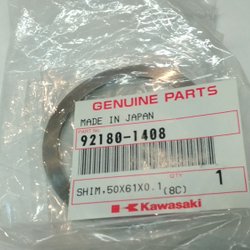 GENUINE PARTS
MADE IN JAPAN
PART NO.
92180-1408
QTY
SHIM,50X61X0.1 (8C) 1
Kawasaki